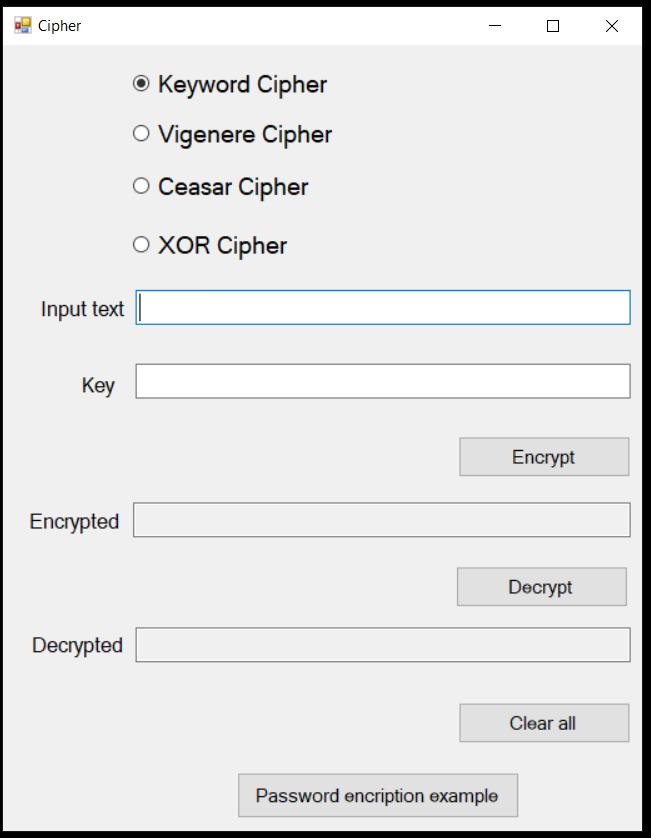 Cipher
Keyword Cipher
Vigenere Cipher
Ceasar Cipher
XOR Cipher
Input text
Key
Encrypt
Encrypted
Decrypt
Decrypted
Clear all
Password encription example